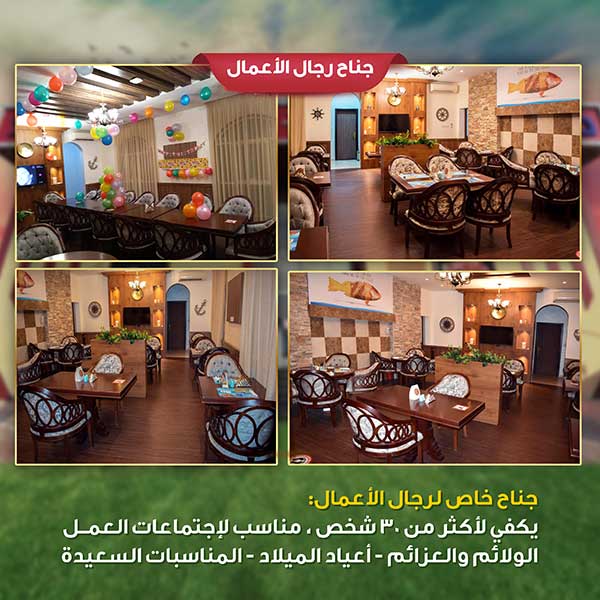 جناح رجال الأعمال
جناح خاص لرجال الأعمال:
يكفي لأكثر من ٣٠ شخص ، مناسب لإجتماعات العمـل
الولائم والعزائم - أعياد الميلاد - المناسبات السعيدة